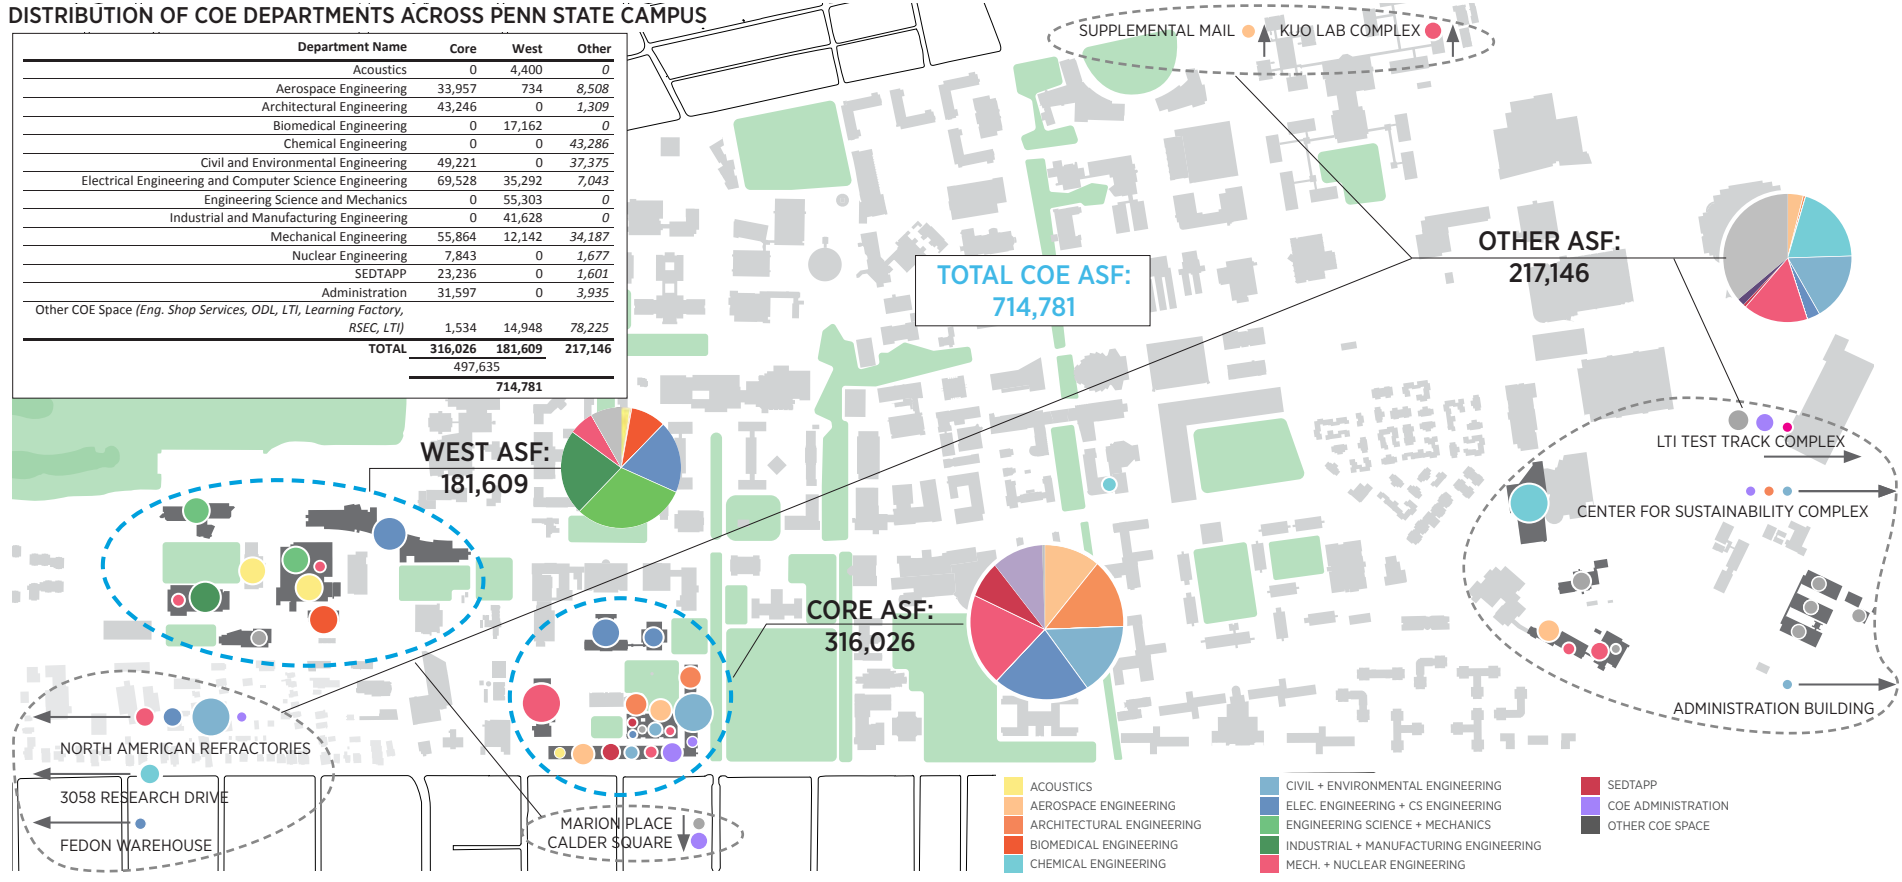 DISTRIBUTION OF COE DEPARTMENTS ACROSS PENN STATE CAMPUS
Department Name Core West Other
Acoustics 0 4,400 0
Aerospace Engineering 33,957 734 8,508
Architectural Engineering 43,246 0 1,309
Biomedical Engineering 0 17,162 0
Chemical Engineering 0 0 43,286
Civil and Environmental Engineering 49,221 0 37,375
Electrical Engineering and Computer Science Engineering 69,528 35,292 7,043
Engineering Science and Mechanics 0 55,303 0
Industrial and Manufacturing Engineering 0 41,628 0
Mechanical Engineering 55,864 12,142 34,187
Nuclear Engineering 7,843 0 1,677
SEDTAPP 23,236 0 1,601
Administration 31,597 0 3,935
Other COE Space (Eng. Shop Services, ODL, LTI, Learning Factory,
RSEC, LTI) 1,534 14,948 78,225
TOTAL 316,026 181,609 217,146
497,635
714,781
SUPPLEMENTAL MAIL
KUO LAB COMPLEX
TOTAL COE ASF:
714,781
OTHER ASF:
217,146
WEST ASF:
181,609
CORE ASF:
316,026
LTI TEST TRACK COMPLEX
CENTER FOR SUSTAINABILITY COMPLEX
ADMINISTRATION BUILDING
NORTH AMERICAN REFRACTORIES
3058 RESEARCH DRIVE
FEDON WAREHOUSE
MARION PLACE
CALDER SQUARE
ACOUSTICS
AEROSPACE ENGINEERING
ARCHITECTURAL ENGINEERING
BIOMEDICAL ENGINEERING
CHEMICAL ENGINEERING
CIVIL + ENVIRONMENTAL ENGINEERING
ELEC. ENGINEERING + CS ENGINEERING
ENGINEERING SCIENCE + MECHANICS
INDUSTRIAL + MANUFACTURING ENGINEERING
MECH. + NUCLEAR ENGINEERING
SEDTAPP
COE ADMINISTRATION
OTHER COE SPACE